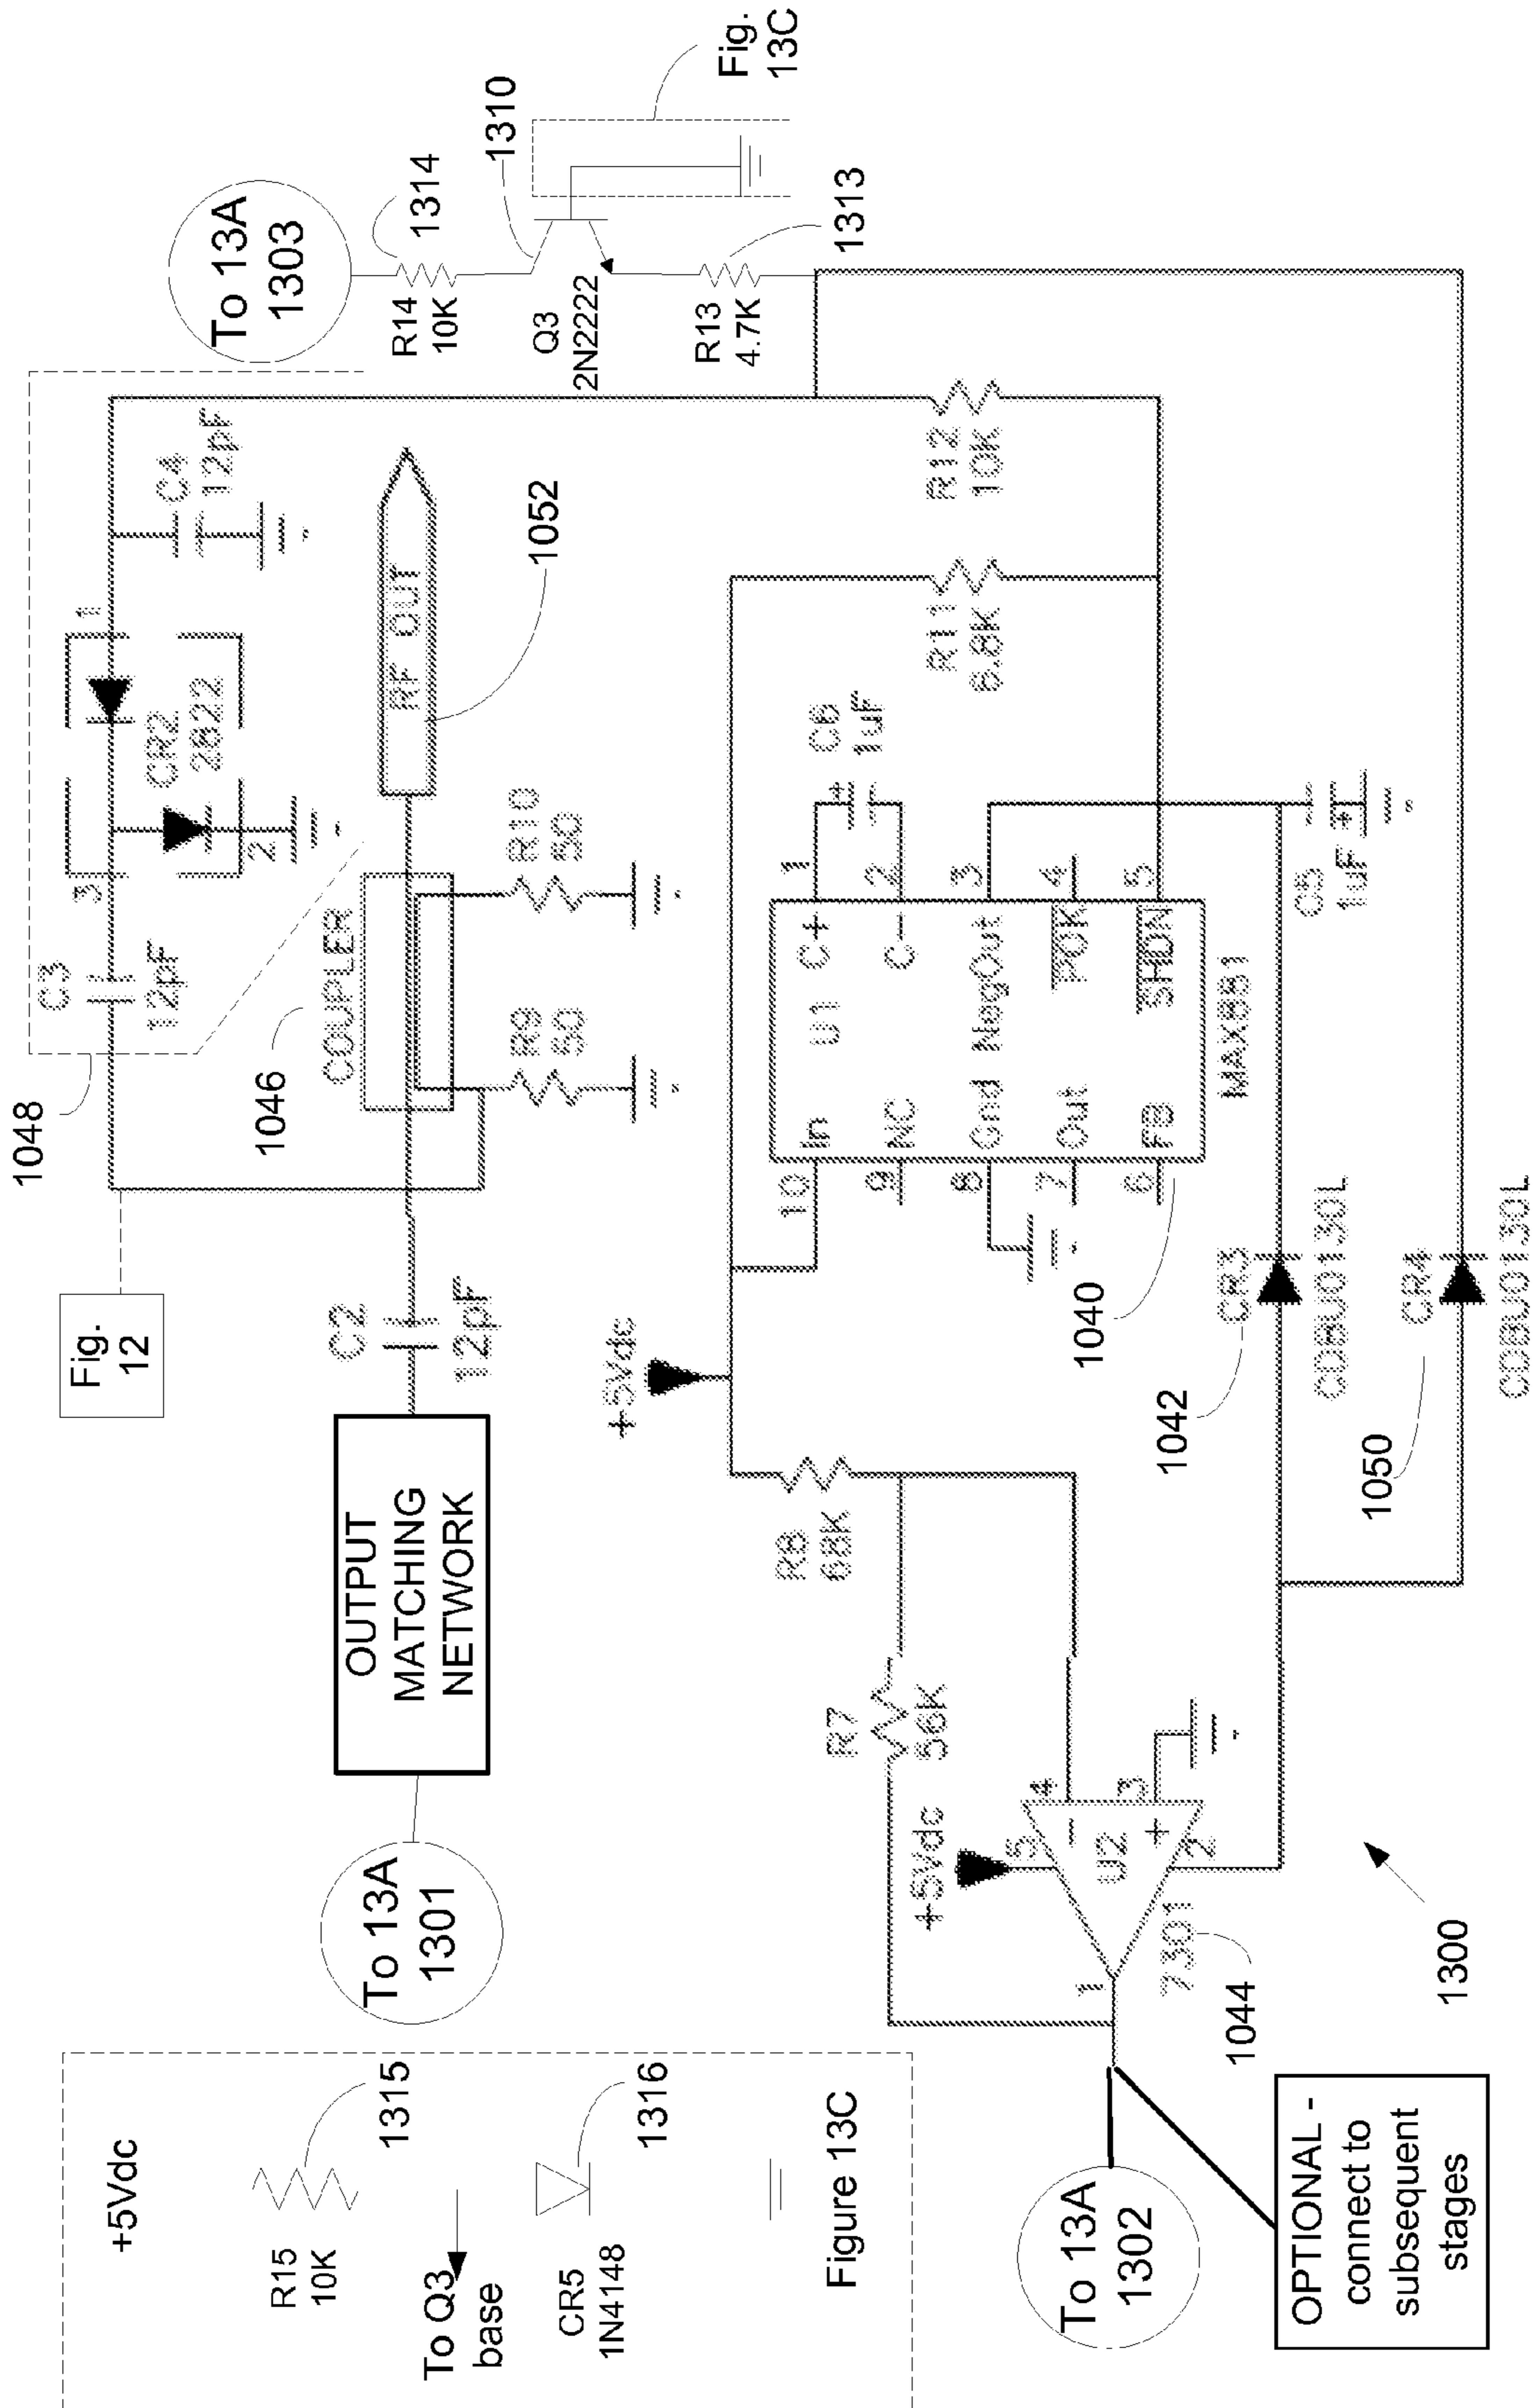 +5Vdc
R15
10K
1315
To Q3
base
CR5
1N4148
1316
Figure 13C
Fig.
12
1048
C3
12pF
3
1
CR2
2822
2
C4
12pF
To 13A
1303
R14
10K
1314
1310
Q3
2N2222
R13
4.7K
1313
Fig.
13C
To 13A
1301
OUTPUT
MATCHING
NETWORK
C2
12pF
1046
COUPLER
R9
50
R10
50
RF OUT
1052
+5Vdc
R8
68K
R7
56K
+5Vdc
5
4
-
U2
+
3
2
1
7301
1044
To 13A
1302
OPTIONAL -
connect to
subsequent
stages
10
In
C+
1
U1
9
NC
C-
2
8
Gnd
NegOut
3
7
Out
POK
4
6
FB
SHDN
5
MAX881
1040
C6
1uF
+
R11
6.8K
R12
10K
C5
1uF
+
1042
CR3
CDBU0130L
1050
CR4
CDBU0130L
1300